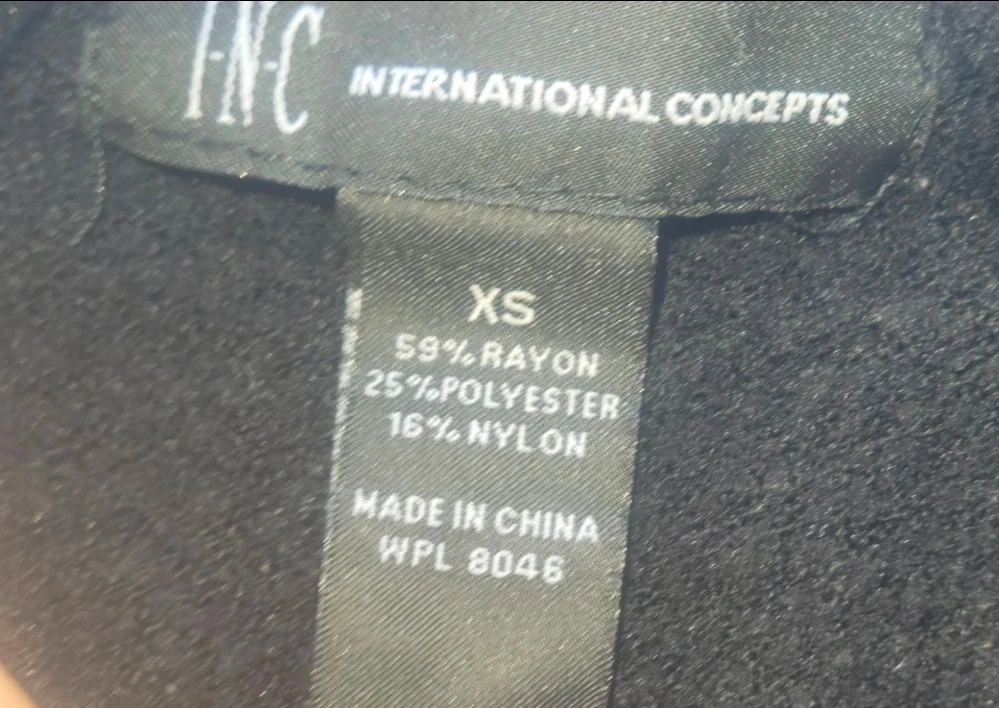 I·N·C INTERNATIONAL CONCEPTS
XS
59% RAYON
25% POLYESTER
16% NYLON
MADE IN CHINA
WPL 8046